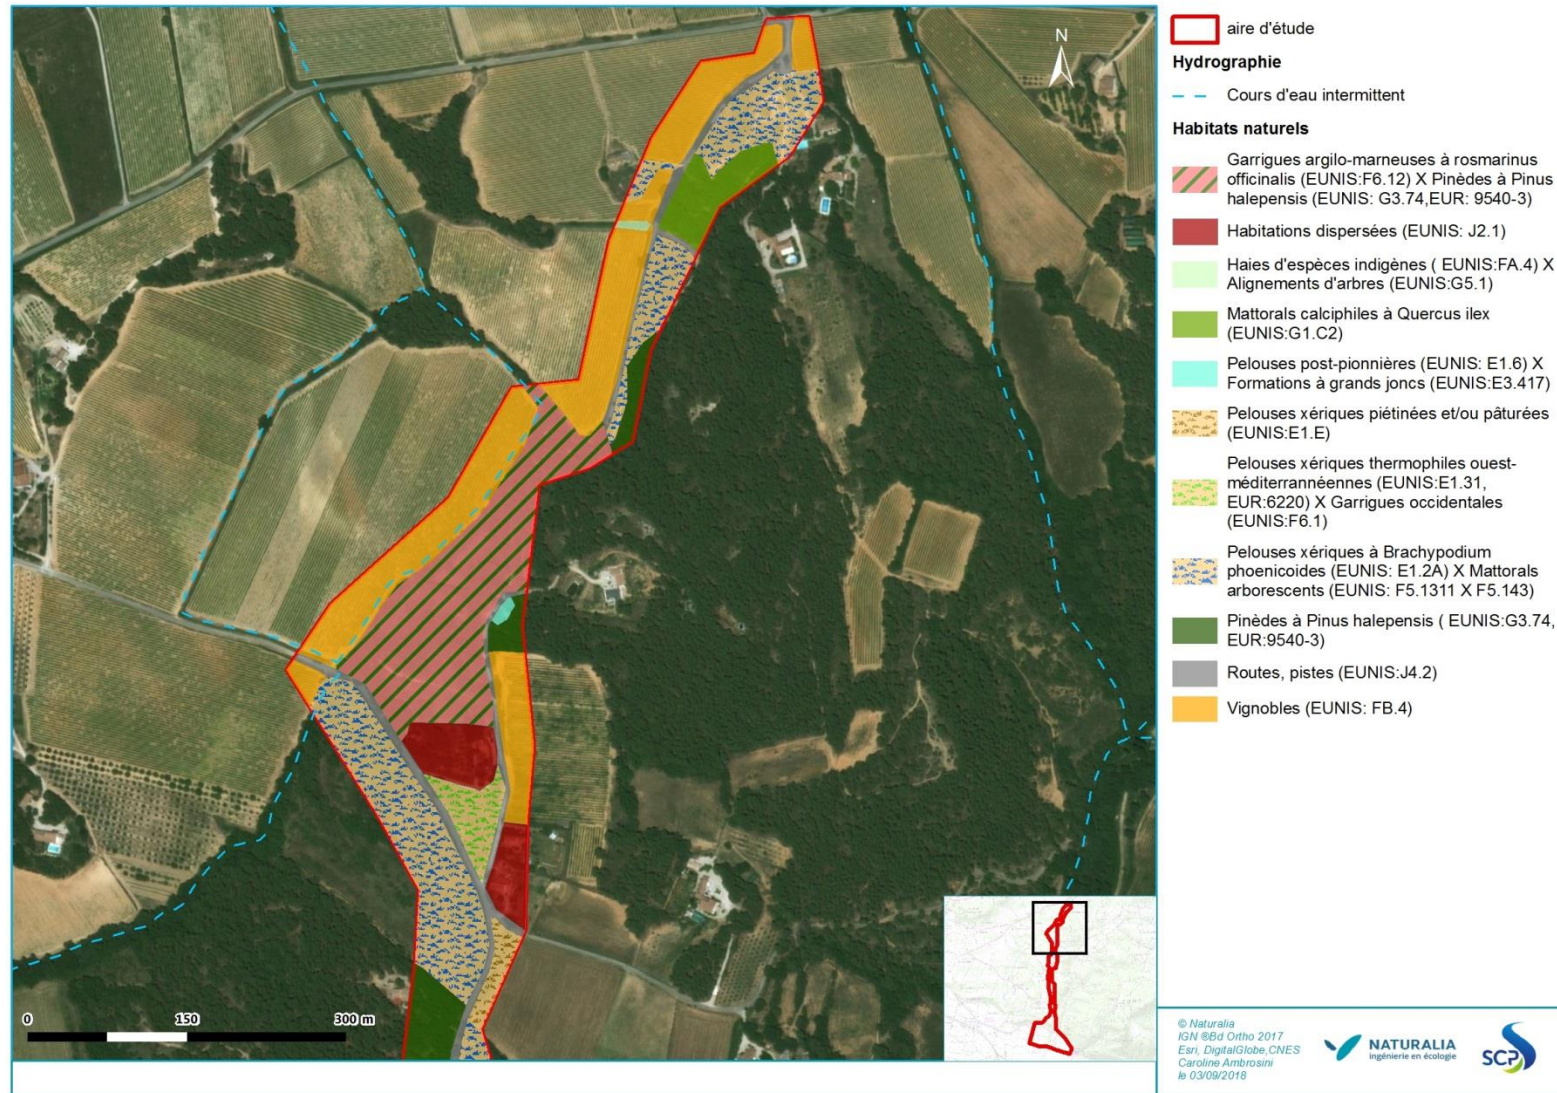 N
aire d'étude
Hydrographie
Cours d'eau intermittent
Habitats naturels
Garrigues argilo-marneuses à rosmarinus
officinalis (EUNIS:F6.12) X Pinèdes à Pinus
halepensis (EUNIS: G3.74,EUR: 9540-3)
Habitations dispersées (EUNIS: J2.1)
Haies d'espèces indigènes ( EUNIS:FA.4) X
Alignements d'arbres (EUNIS:G5.1)
Mattorals calciphiles à Quercus ilex
(EUNIS:G1.C2)
Pelouses post-pionnières (EUNIS: E1.6) X
Formations à grands joncs (EUNIS:E3.417)
Pelouses xériques piétinées et/ou pâturées
(EUNIS:E1.E)
Pelouses xériques thermophiles ouest-
méditerrannéennes (EUNIS:E1.31,
EUR:6220) X Garrigues occidentales
(EUNIS:F6.1)
Pelouses xériques à Brachypodium
phoenicoides (EUNIS: E1.2A) X Mattorals
arborescents (EUNIS: F5.1311 X F5.143)
Pinèdes à Pinus halepensis ( EUNIS:G3.74,
EUR:9540-3)
Routes, pistes (EUNIS:J4.2)
Vignobles (EUNIS: FB.4)
0 150 300 m
© Naturalia
IGN ®Bd Ortho 2017
Esri, DigitalGlobe,CNES
Caroline Ambrosini
le 03/09/2018
NATURALIA
ingénierie en écologie
SCP